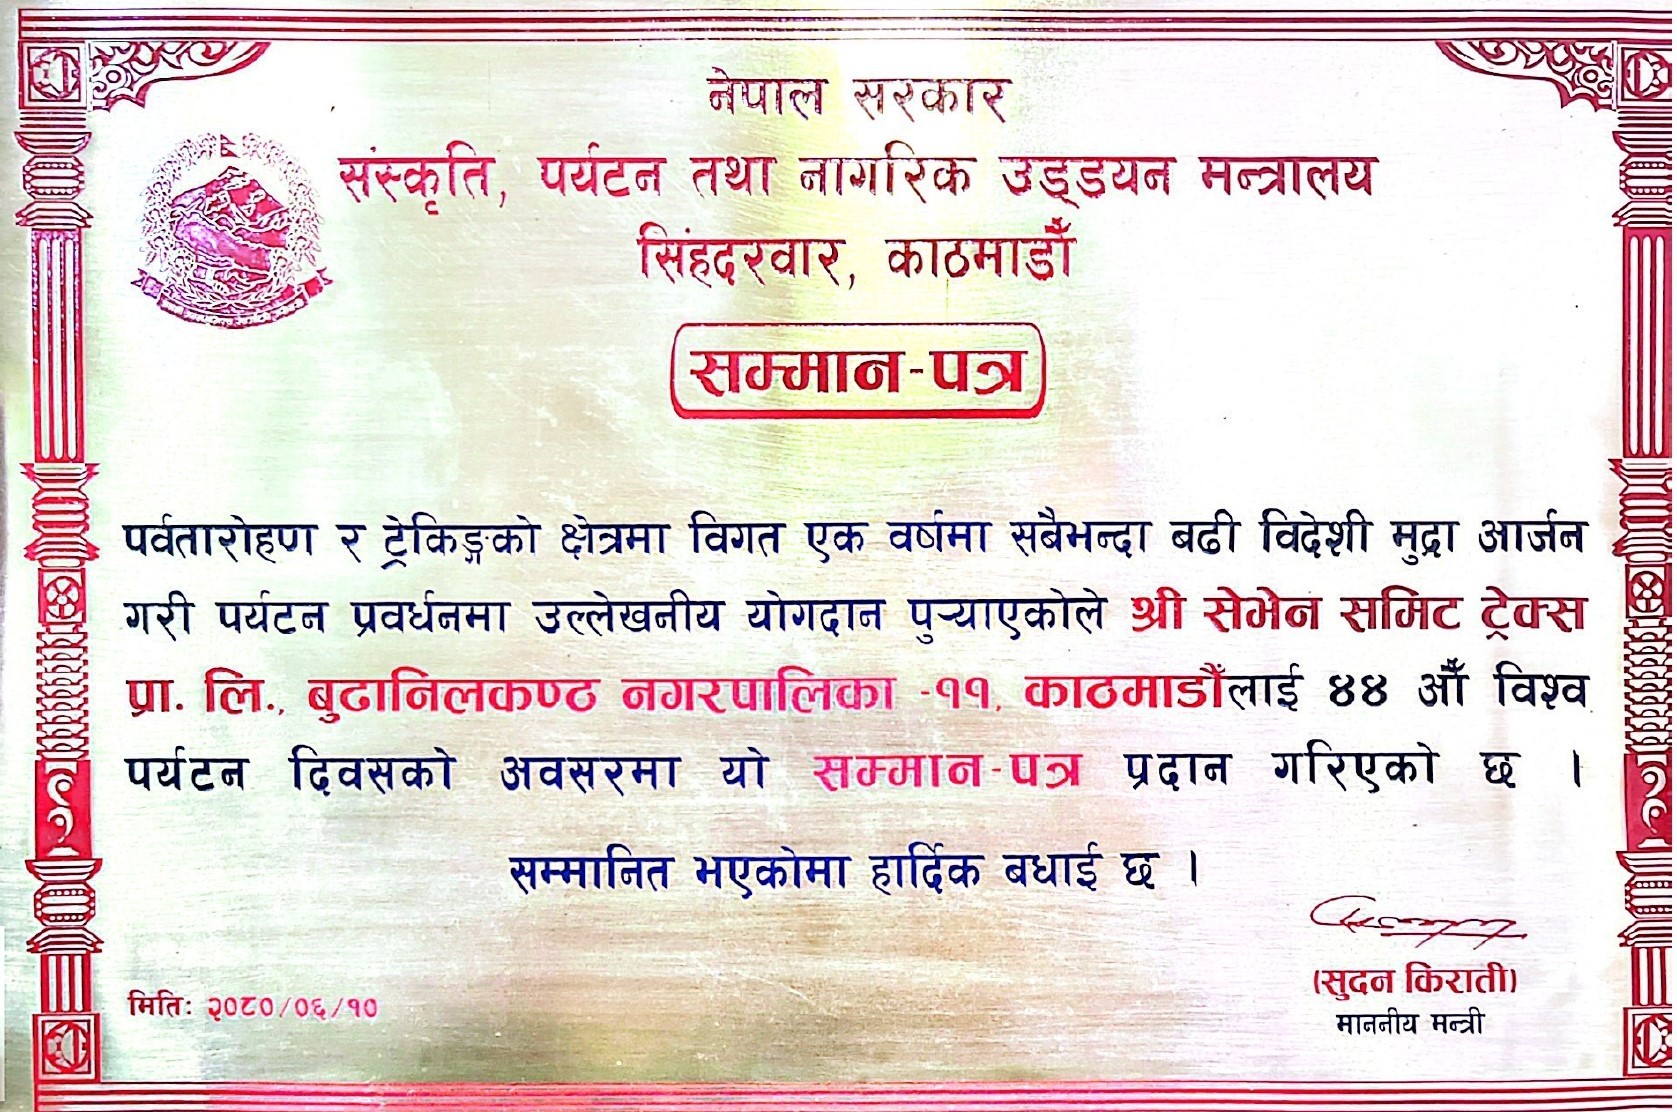 नेपाल सरकार
संस्कृति, पर्यटन तथा नागरिक उड्डयन मन्त्रालय
सिंहदरवार, काठमाडौँ
सम्मान-पत्र
पर्वतारोहण र ट्रेकिङ्गको क्षेत्रमा विगत एक वर्षमा सबैभन्दा बढी विदेशी मुद्रा आर्जन
गरी पर्यटन प्रवर्धनमा उल्लेखनीय योगदान पुऱ्याएकोले श्री सेभेन समिट ट्रेक्स
प्रा. लि., बुढानिलकण्ठ नगरपालिका -११, काठमाडौंलाई ४४ औँ विश्व
पर्यटन दिवसको अवसरमा यो सम्मान-पत्र प्रदान गरिएको छ ।
सम्मानित भएकोमा हार्दिक बधाई छ ।
(सुदन किराती)
माननीय मन्त्री
मितिः २०८०/०६/१०